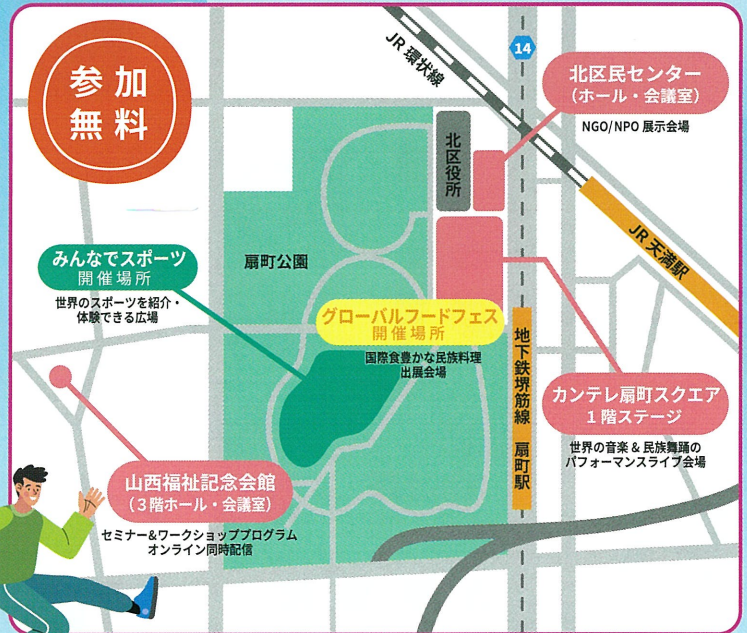 参加
無料
JR 環状線
14
北区民センター
(ホール・会議室)
NGO/NPO 展示会場
北区役所
JR 天満駅
扇町公園
みんなでスポーツ
開催場所
世界のスポーツを紹介・
体験できる広場
グローバルフードフェス
開催場所
国際食豊かな民族料理
出展会場
地下鉄堺筋線 扇町駅
カンテレ扇町スクエア
1階ステージ
世界の音楽&民族舞踊の
パフォーマンスライブ会場
山西福祉記念会館
(3階ホール・会議室)
セミナー&ワークショッププログラム
オンライン同時配信